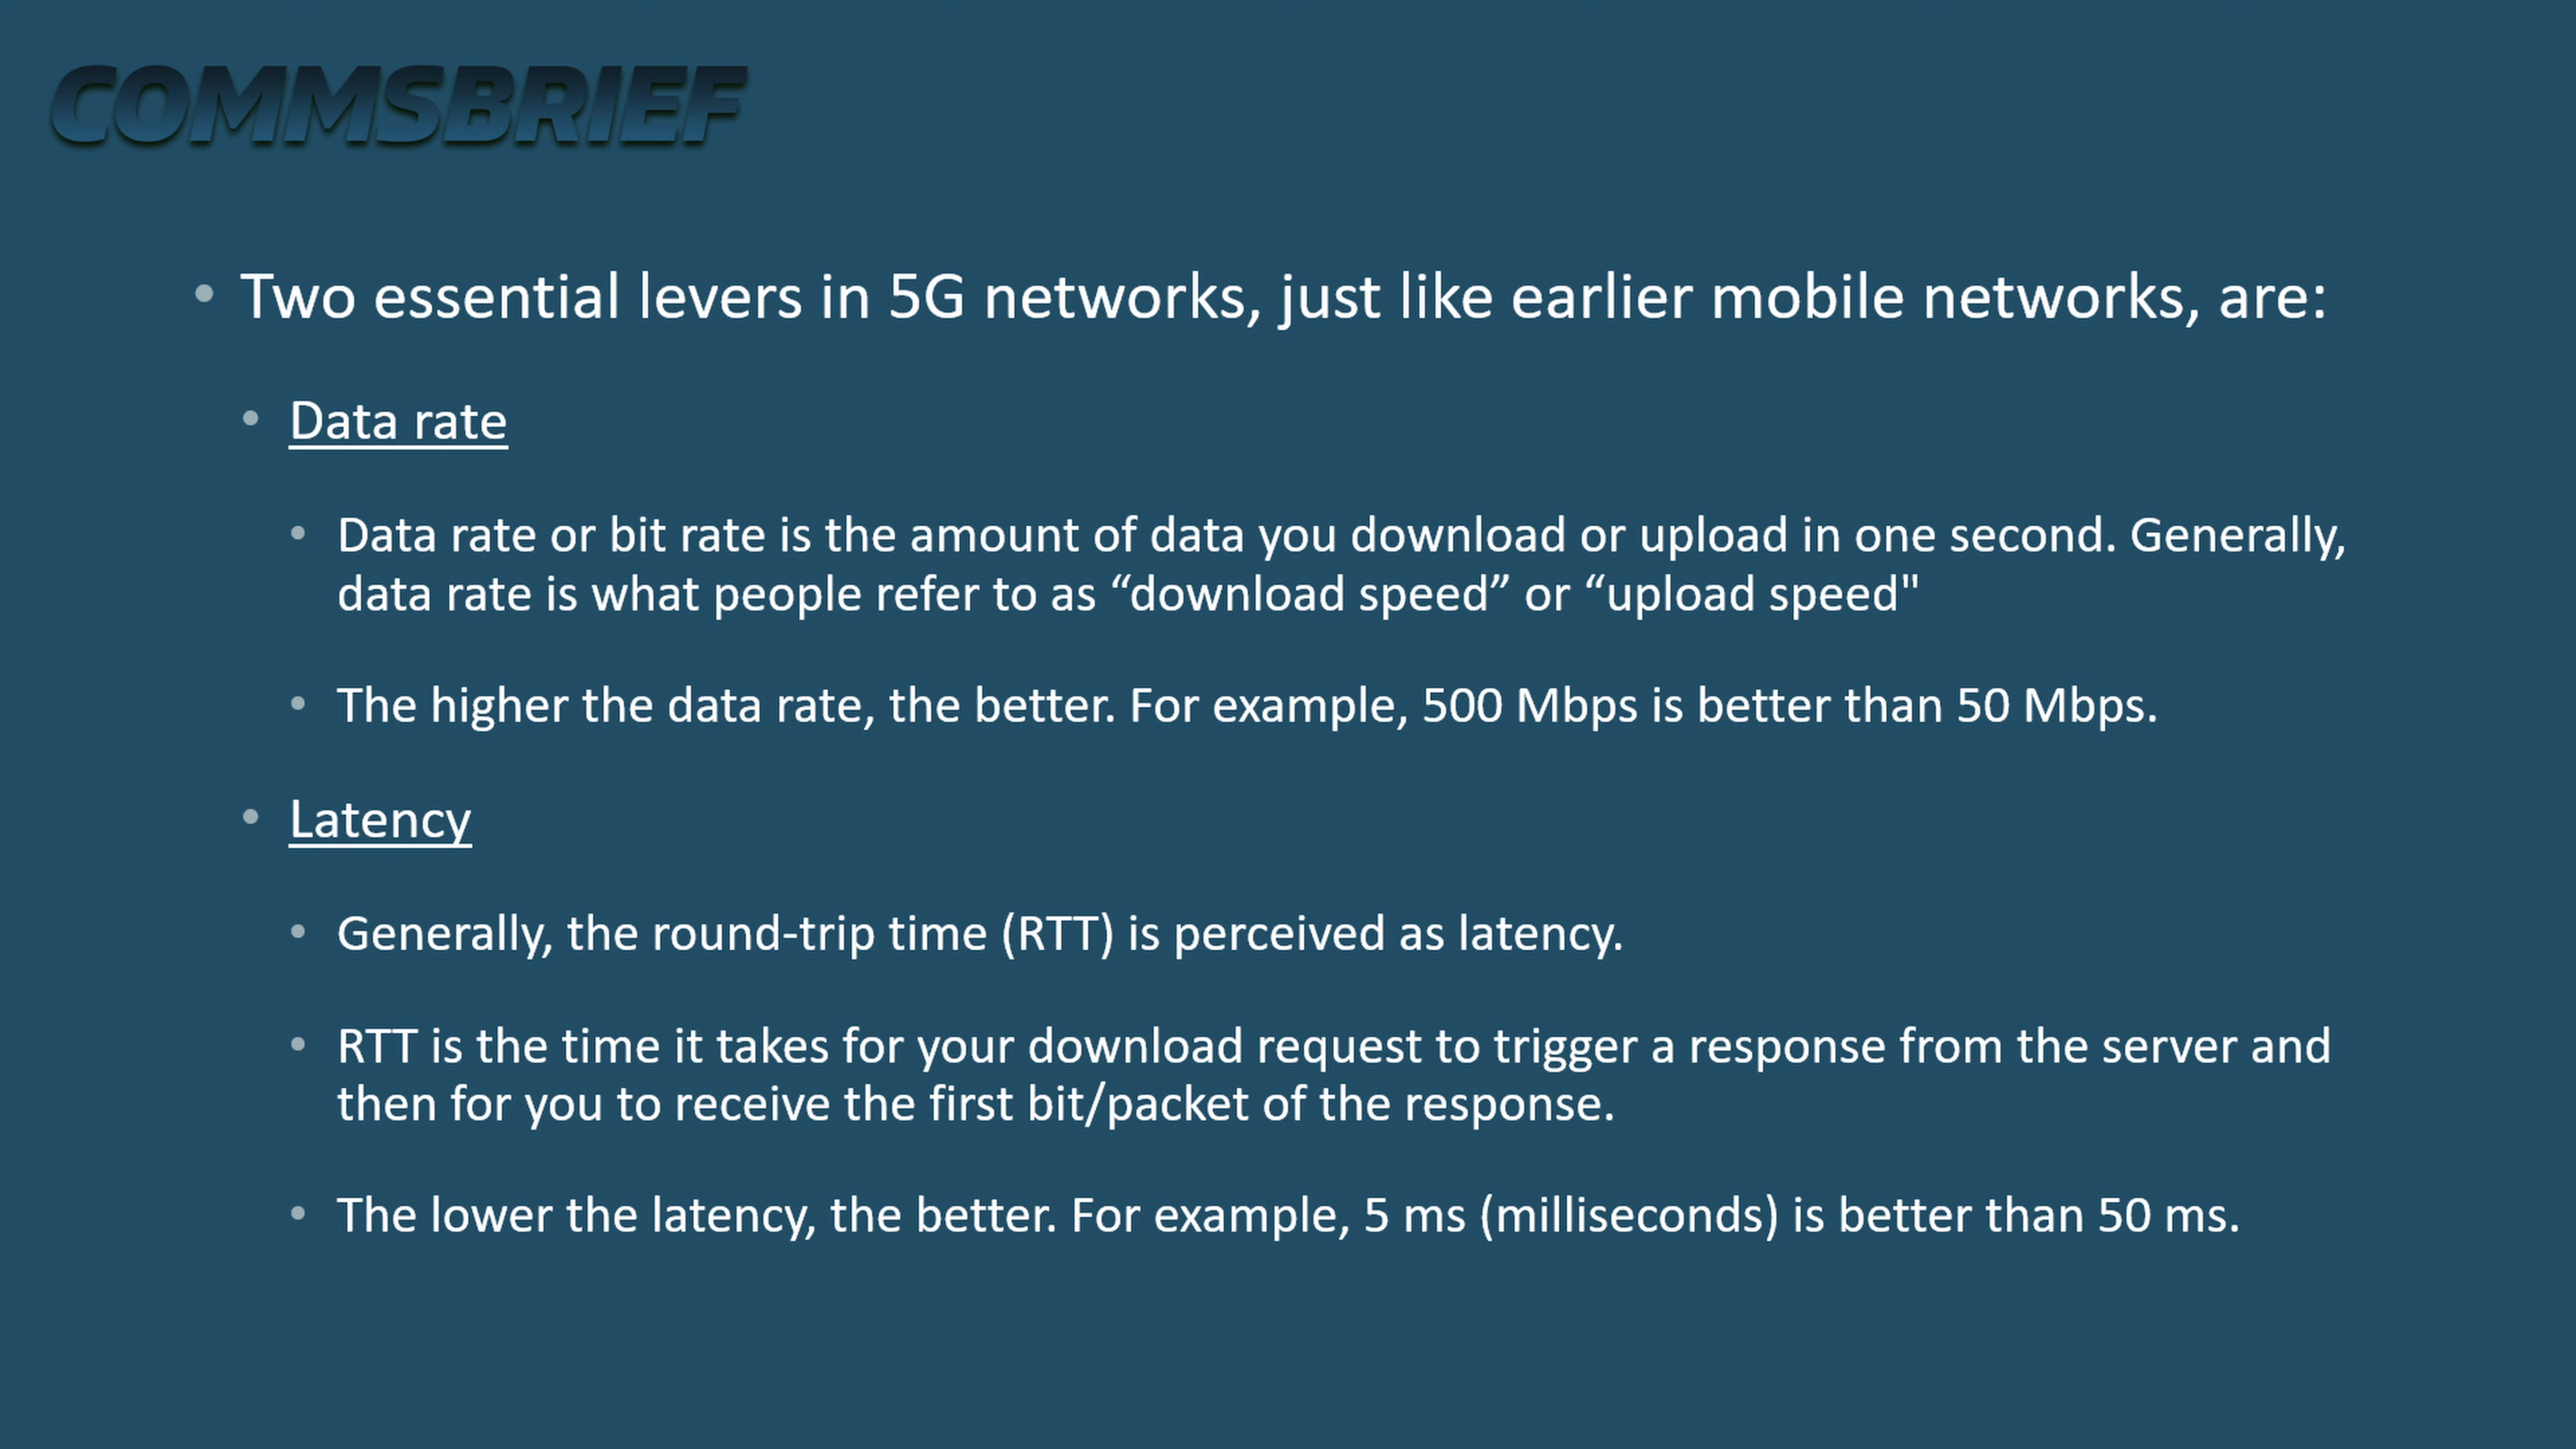 COMMSBRIEF
• Two essential levers in 5G networks, just like earlier mobile networks, are:
• Data rate
• Data rate or bit rate is the amount of data you download or upload in one second. Generally,
data rate is what people refer to as “download speed” or “upload speed"
• The higher the data rate, the better. For example, 500 Mbps is better than 50 Mbps.
• Latency
• Generally, the round-trip time (RTT) is perceived as latency.
• RTT is the time it takes for your download request to trigger a response from the server and
then for you to receive the first bit/packet of the response.
• The lower the latency, the better. For example, 5 ms (milliseconds) is better than 50 ms.